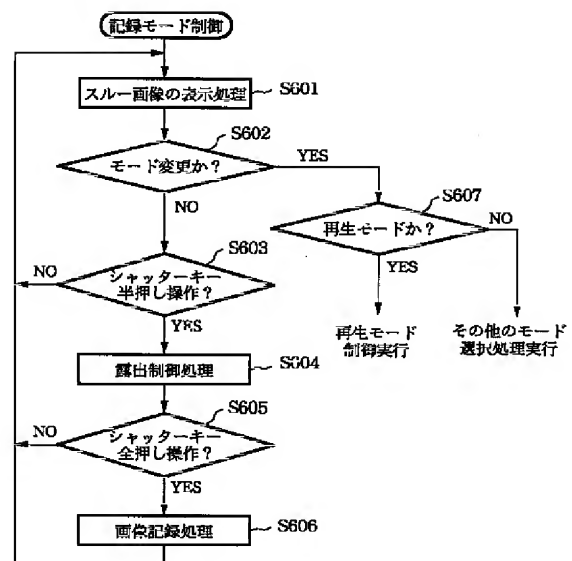 記録モード制御
スルー画像の表示処理
S601
S602
モード変更か？
YES
NO
S607
再生モードか？
NO
YES
S603
シャッターキー
半押し操作？
NO
YES
再生モード
制御実行
その他のモード
選択処理実行
露出制御処理
S604
S605
シャッターキー
全押し操作？
NO
YES
画像記録処理
S606